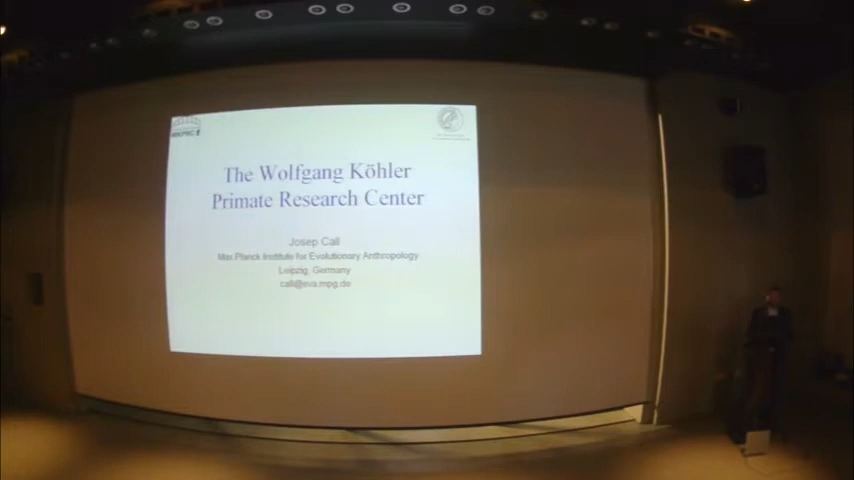 The Wolfgang Köhler
Primate Research Center
Josep Call
Max Planck Institute for Evolutionary Anthropology
Leipzig, Germany
call@eva.mpg.de